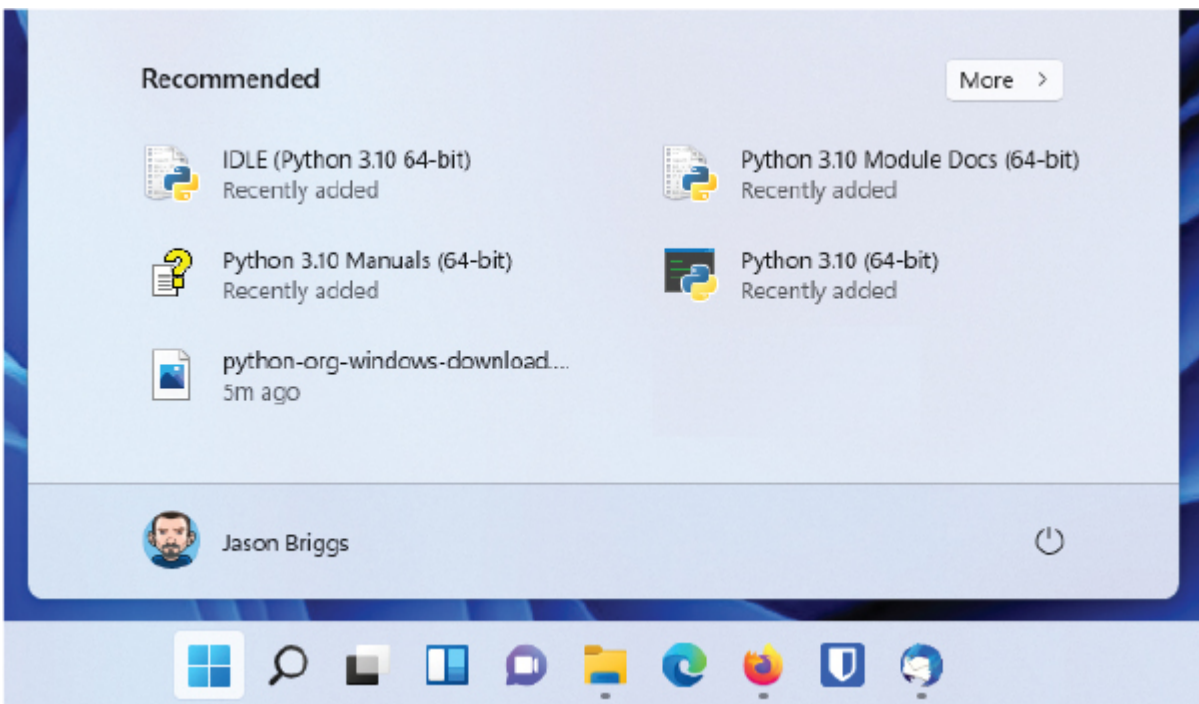 Recommended
More
IDLE (Python 3.10 64-bit)
Recently added
Python 3.10 Module Docs (64-bit)
Recently added
Python 3.10 Manuals (64-bit)
Recently added
Python 3.10 (64-bit)
Recently added
python-org-windows-download....
5m ago
Jason Briggs